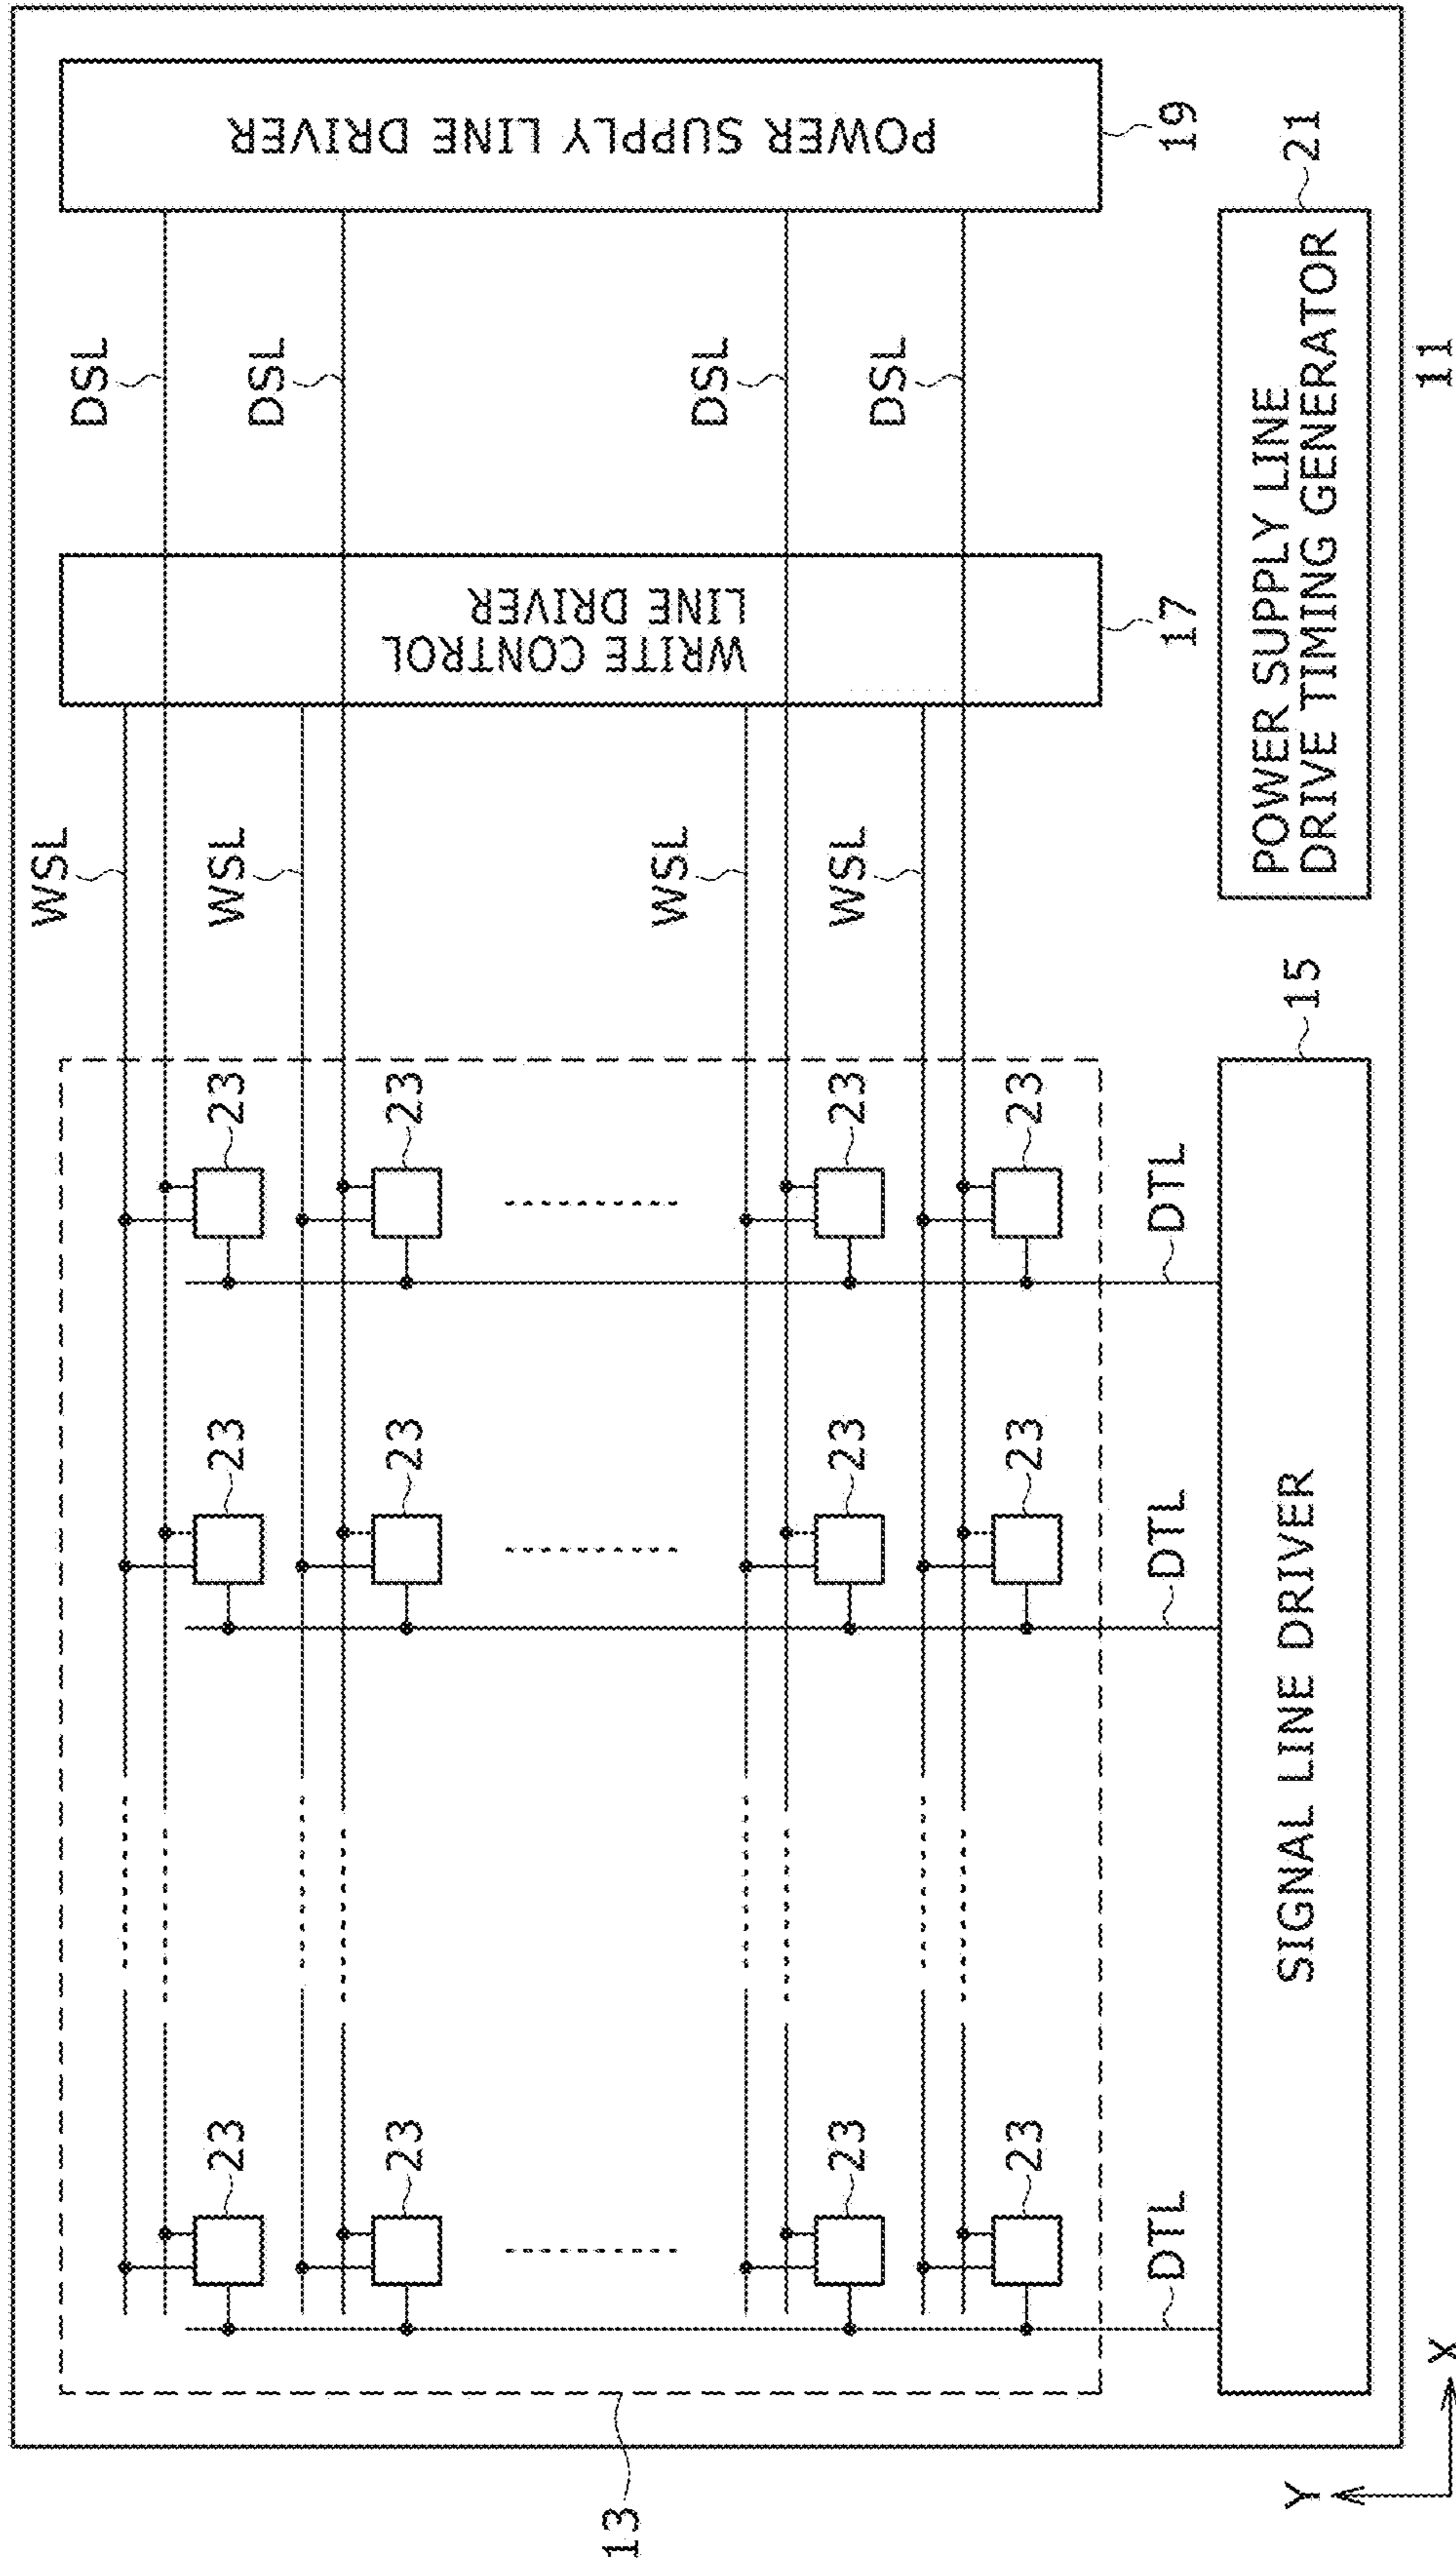 WSL
DSL
23
23
23
WSL
DSL
23
23
23
13
WRITE CONTROL
LINE DRIVER
POWER SUPPLY LINE DRIVER
WSL
DSL
23
23
23
WSL
DSL
23
23
23
DTL
DTL
DTL
17
19
15
21
SIGNAL LINE DRIVER
POWER SUPPLY LINE
DRIVE TIMING GENERATOR
Y
X
11